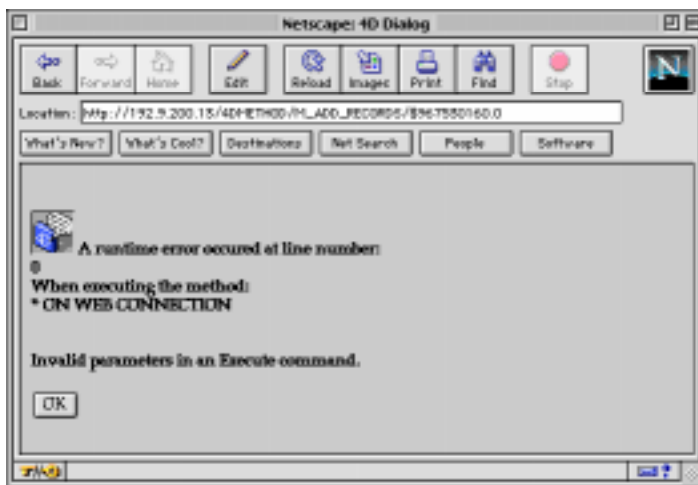 Netscape: 4D Dialog
Back Forward Home Edit Reload Images Print Find Stop
N
Location: http://192.9.200.13/4DMETHOD/M_ADD_RECORDS/8967550160.0
What's New? What's Cool? Destinations Net Search People Software
A runtime error occured at line number:
0
When executing the method:
* ON WEB CONNECTION
Invalid parameters in an Execute command.
OK